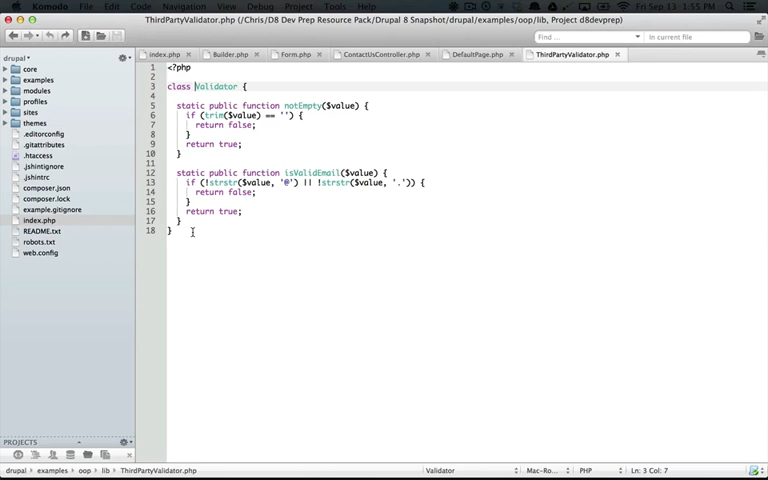 Komodo File Edit Code Navigation View Debug Project Tools Help Fri Sep 13 1:55 PM
ThirdPartyValidator.php (/Chris/D8 Dev Prep Resource Pack/Drupal 8 Snapshot/drupal/examples/oop/lib, Project d8devprep)
Find... In current file
drupal
index.php Builder.php Form.php ContactUsController.php DefaultPage.php ThirdPartyValidator.php
core
examples
modules
profiles
sites
themes
.editorconfig
.gitattributes
.htaccess
.jshintignore
.jshintrc
composer.json
composer.lock
example.gitignore
index.php
README.txt
robots.txt
web.config
1 <?php
2
3 class Validator {
4
5 static public function notEmpty($value) {
6 if (trim($value) == '') {
7 return false;
8 }
9 return true;
10 }
11
12 static public function isValidEmail($value) {
13 if (!strstr($value, '@') || !strstr($value, '.')) {
14 return false;
15 }
16 return true;
17 }
18 }
PROJECTS
drupal examples oop lib ThirdPartyValidator.php Validator Mac-Ro... PHP Ln: 3 Col: 7